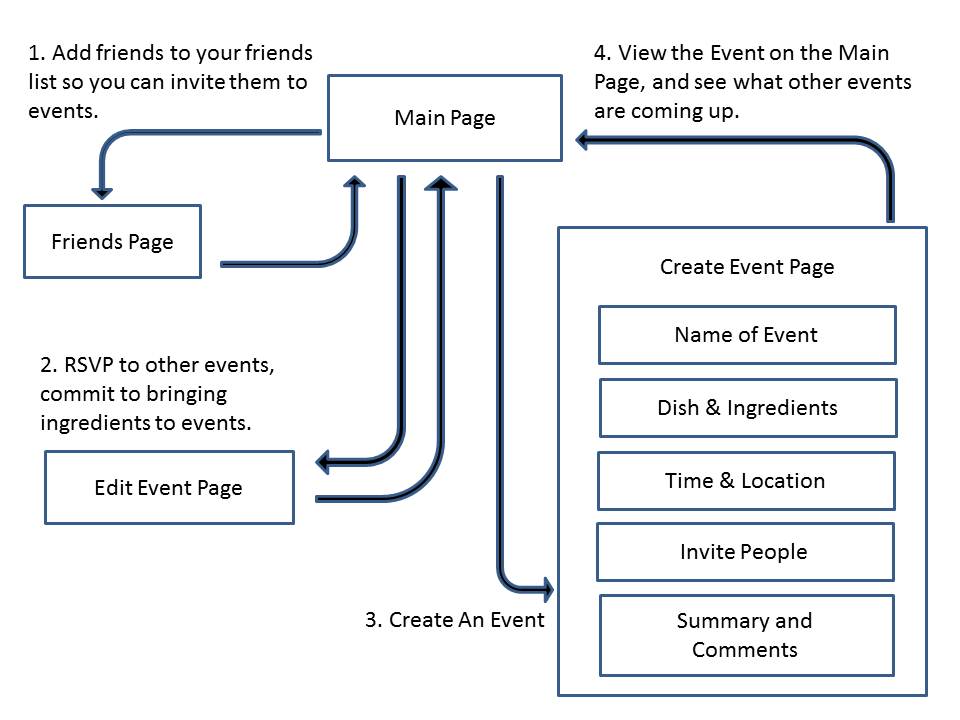 1. Add friends to your friends
list so you can invite them to
events.
4. View the Event on the Main
Page, and see what other events
are coming up.
Main Page
Friends Page
Create Event Page
Name of Event
2. RSVP to other events,
commit to bringing
ingredients to events.
Dish & Ingredients
Edit Event Page
Time & Location
Invite People
3. Create An Event
Summary and
Comments